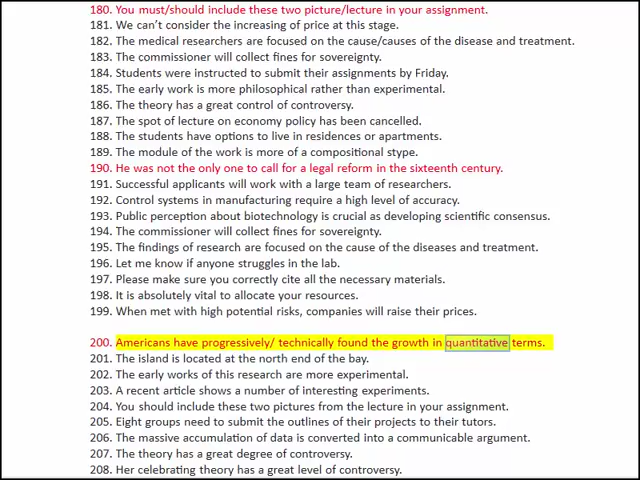 180. You must/should include these two picture/lecture in your assignment.
181. We can't consider the increasing of price at this stage.
182. The medical researchers are focused on the cause/causes of the disease and treatment.
183. The commissioner will collect fines for sovereignty.
184. Students were instructed to submit their assignments by Friday.
185. The early work is more philosophical rather than experimental.
186. The theory has a great control of controversy.
187. The spot of lecture on economy policy has been cancelled.
188. The students have options to live in residences or apartments.
189. The module of the work is more of a compositional stype.
190. He was not the only one to call for a legal reform in the sixteenth century.
191. Successful applicants will work with a large team of researchers.
192. Control systems in manufacturing require a high level of accuracy.
193. Public perception about biotechnology is crucial as developing scientific consensus.
194. The commissioner will collect fines for sovereignty.
195. The findings of research are focused on the cause of the diseases and treatment.
196. Let me know if anyone struggles in the lab.
197. Please make sure you correctly cite all the necessary materials.
198. It is absolutely vital to allocate your resources.
199. When met with high potential risks, companies will raise their prices.
200. Americans have progressively/ technically found the growth in quantitative terms.
201. The island is located at the north end of the bay.
202. The early works of this research are more experimental.
203. A recent article shows a number of interesting experiments.
204. You should include these two pictures from the lecture in your assignment.
205. Eight groups need to submit the outlines of their projects to their tutors.
206. The massive accumulation of data is converted into a communicable argument.
207. The theory has a great degree of controversy.
208. Her celebrating theory has a great level of controversy.